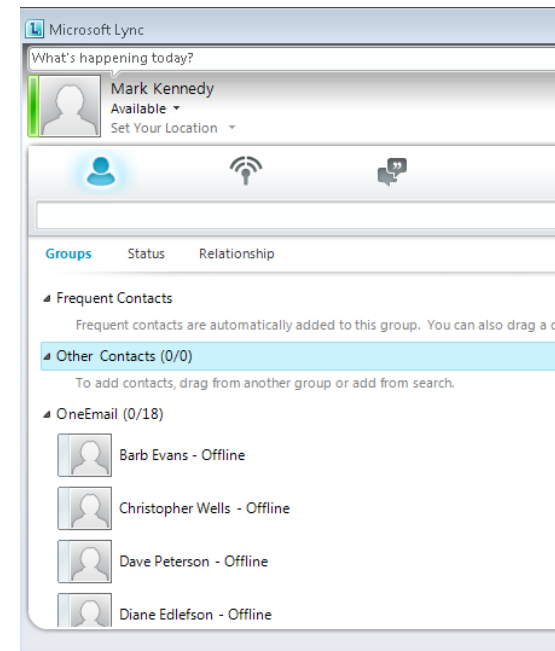 Microsoft Lync
What's happening today?
Mark Kennedy
Available
Set Your Location
Groups Status Relationship
Frequent Contacts
Frequent contacts are automatically added to this group. You can also drag a
Other Contacts (0/0)
To add contacts, drag from another group or add from search.
OneEmail (0/18)
Barb Evans - Offline
Christopher Wells - Offline
Dave Peterson - Offline
Diane Edlefson - Offline